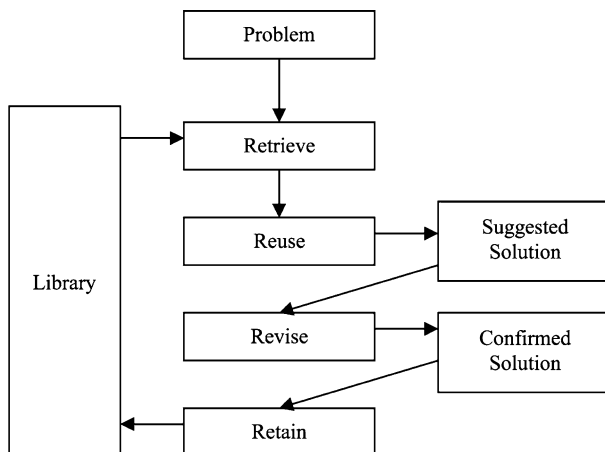 Problem
Retrieve
Reuse
Suggested
Solution
Library
Revise
Confirmed
Solution
Retain